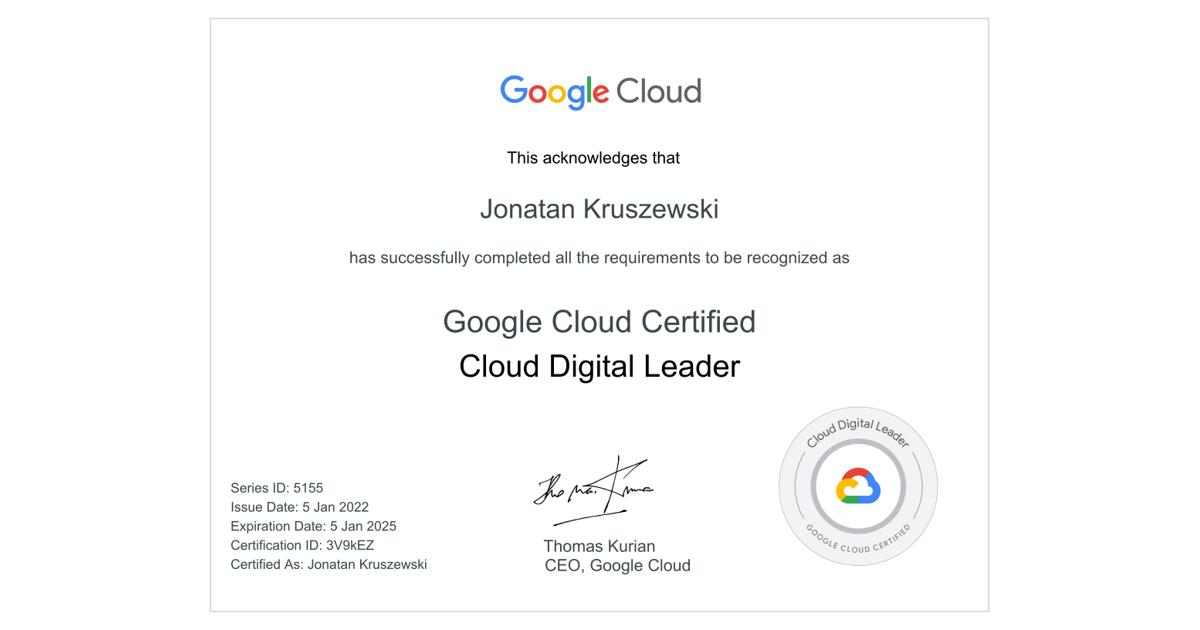 Google Cloud
This acknowledges that
Jonatan Kruszewski
has successfully completed all the requirements to be recognized as
Google Cloud Certified
Cloud Digital Leader
Series ID: 5155
Issue Date: 5 Jan 2022
Expiration Date: 5 Jan 2025
Certification ID: 3V9kEZ
Certified As: Jonatan Kruszewski
Thomas Kurian
Thomas Kurian
CEO, Google Cloud
Cloud Digital Leader
GOOGLE CLOUD CERTIFIED